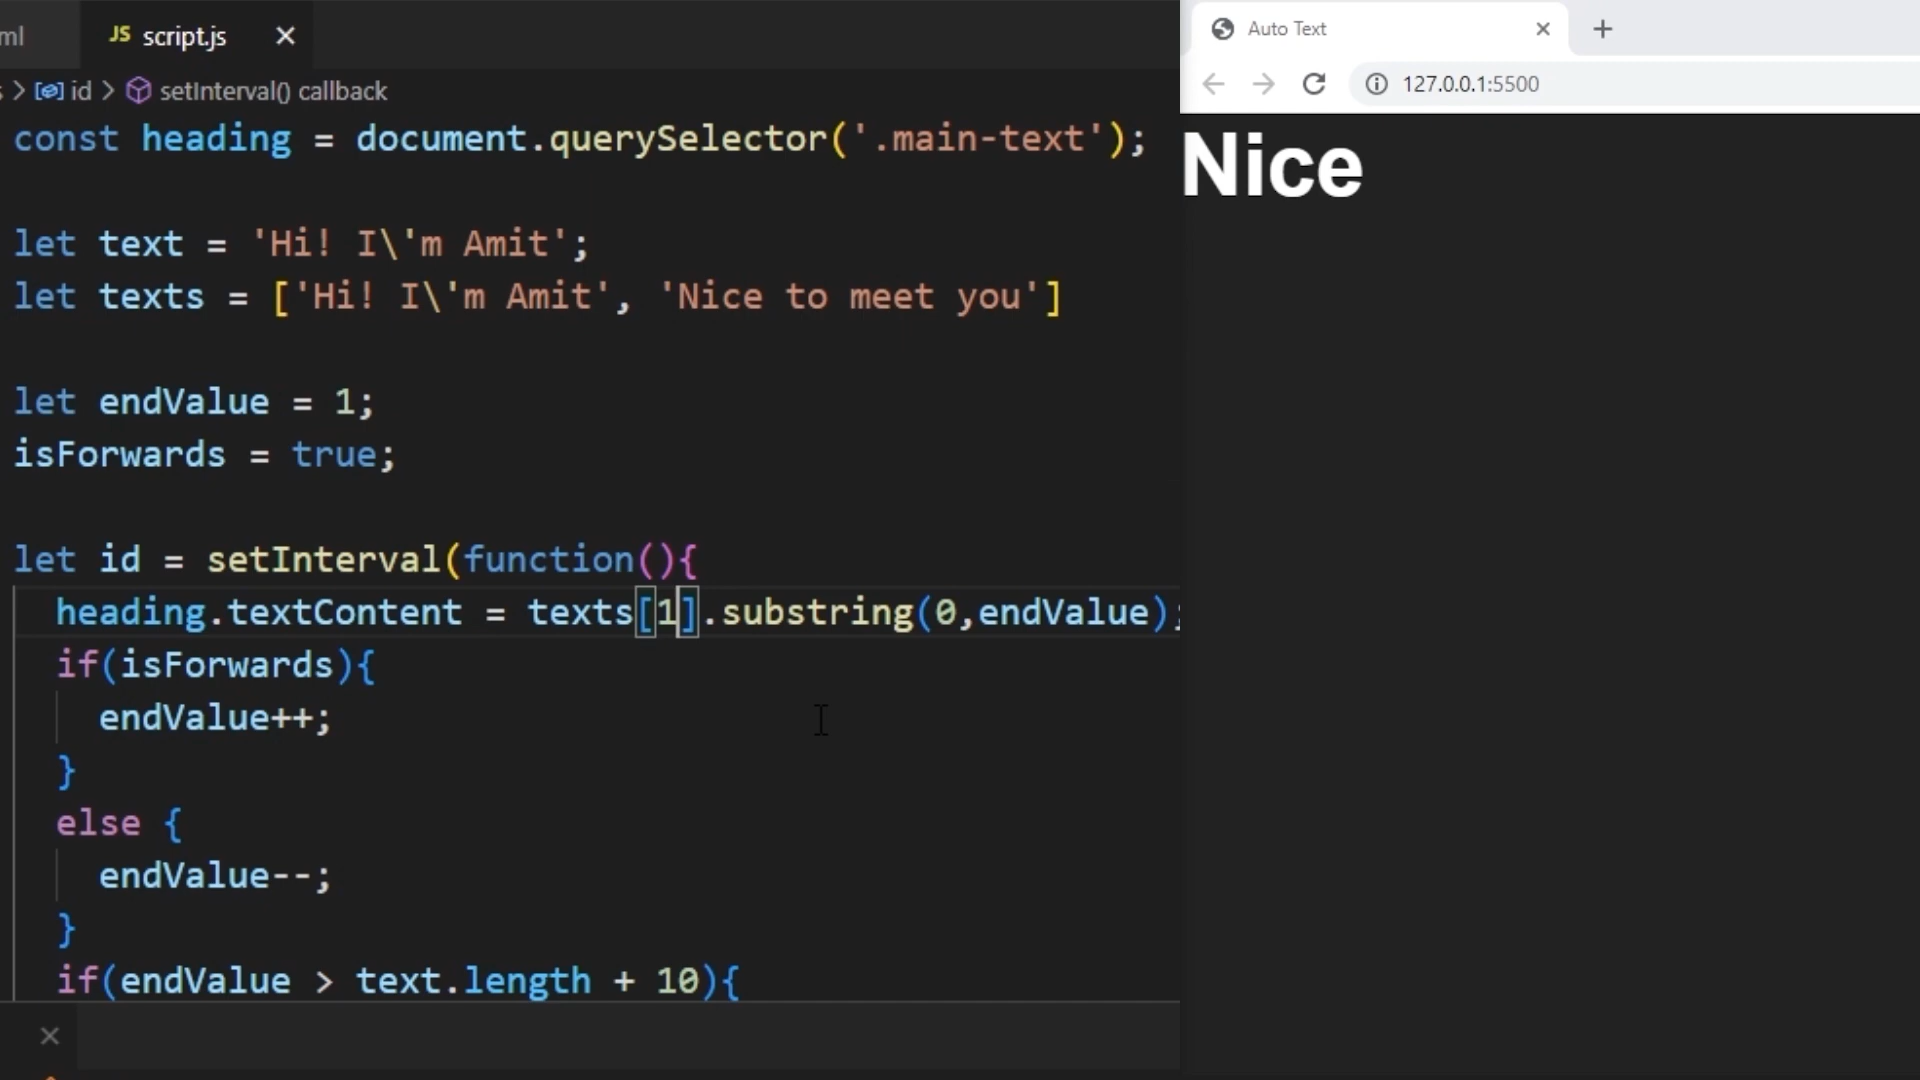 ml
JS script.js
id > setInterval() callback
const heading = document.querySelector('.main-text');
let text = 'Hi! I\'m Amit';
let texts = ['Hi! I\'m Amit', 'Nice to meet you']
let endValue = 1;
isForwards = true;
let id = setInterval(function(){
heading.textContent = texts[1].substring(0,endValue);
if(isForwards){
endValue++;
}
else {
endValue--;
}
if(endValue > text.length + 10){
Auto Text
127.0.0.1:5500
Nice